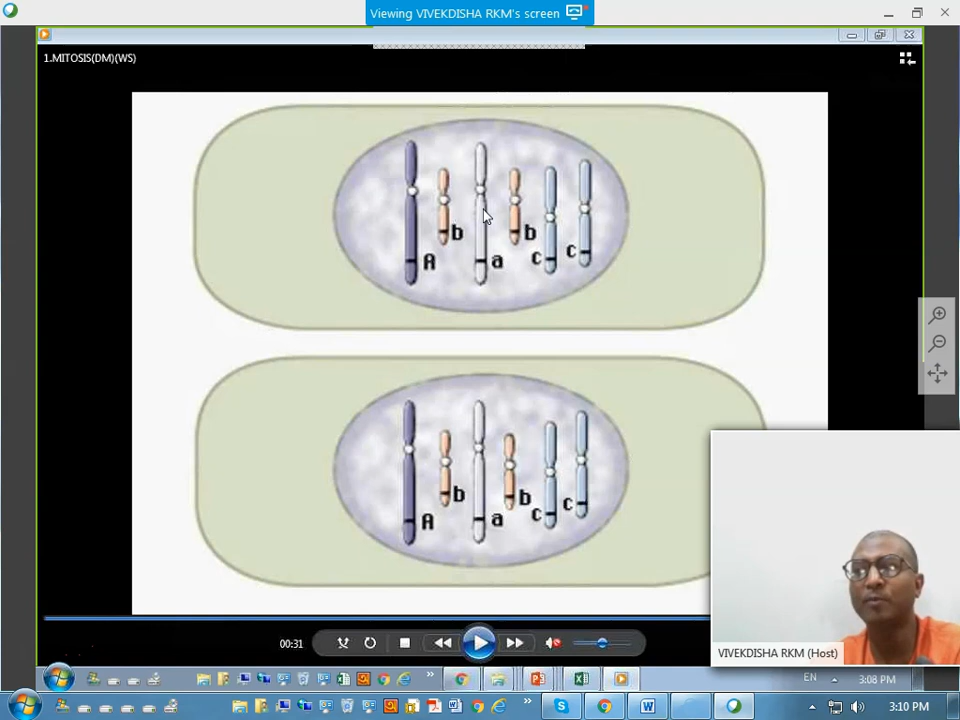 Viewing VIVEKDISHA RKM's screen
1.MITOSIS(DM)(WS)
A
b
a
b
c
c
A
b
a
b
c
c
VIVEKDISHA RKM (Host)
00:31
EN
3:08 PM
3:10 PM